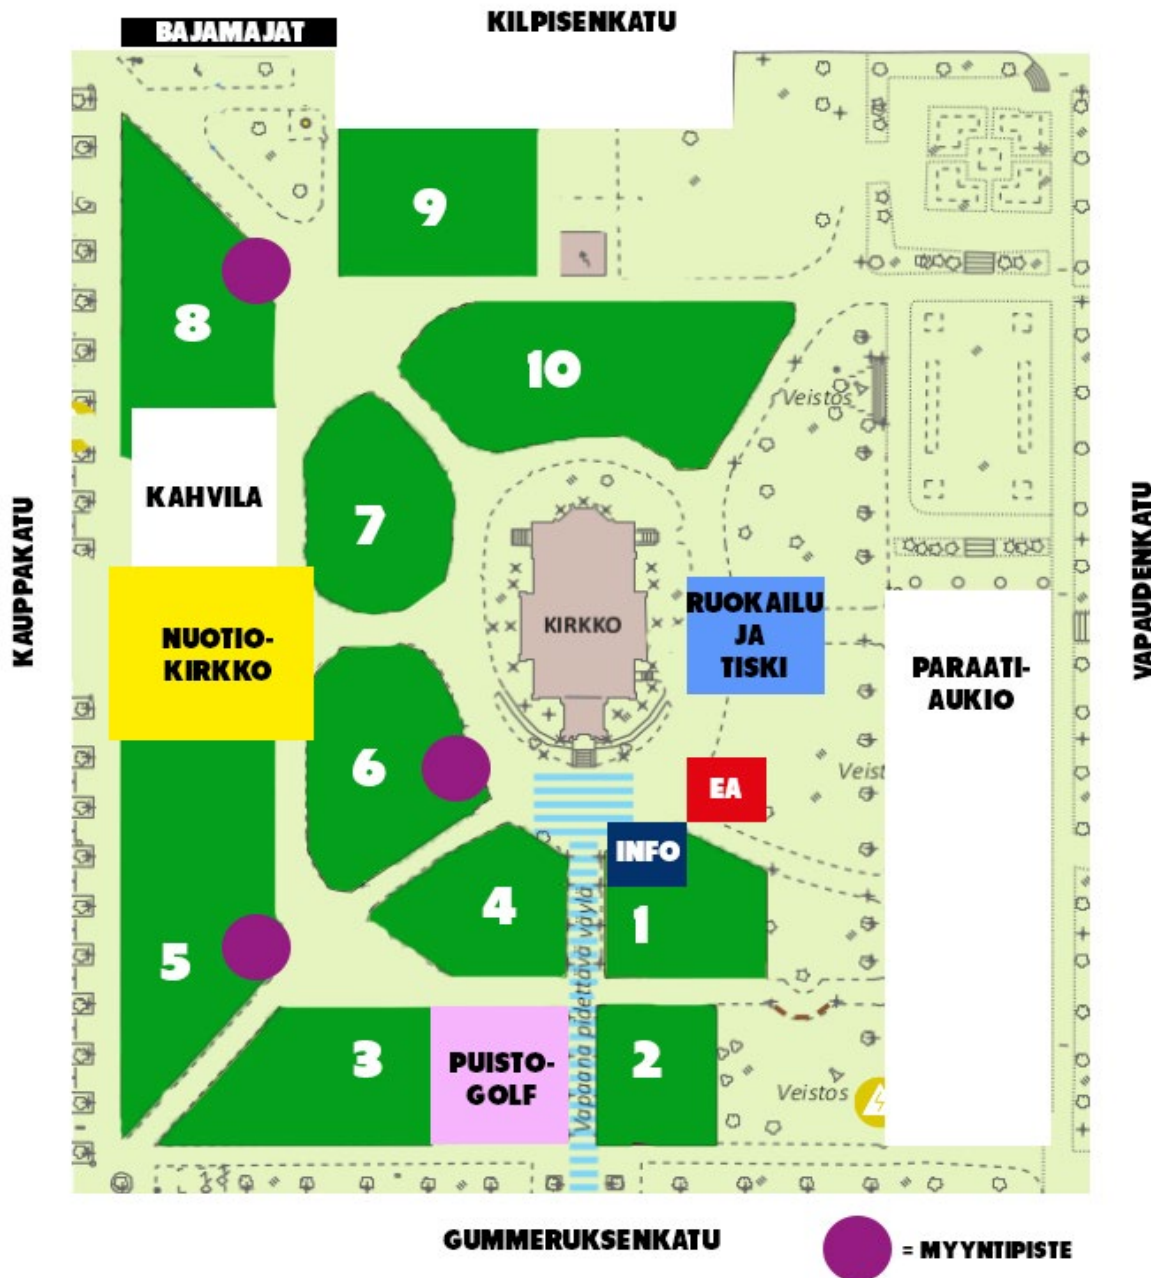 KILPISENKATU
BAJAMAJAT
9
8
10
Veistos
KAHVILA
7
KAUPPAKATU
VAPAUDENKATU
NUOTIO-
KIRKKO
KIRKKO
RUOKAILU
JA
TISKI
PARAATI-
AUKIO
6
EA
Veist
INFO
4
1
5
Vapaana pidettävä väylä
3
PUISTO-
GOLF
2
Veistos
GUMMERUKSENKATU
= MYYNTIPISTE